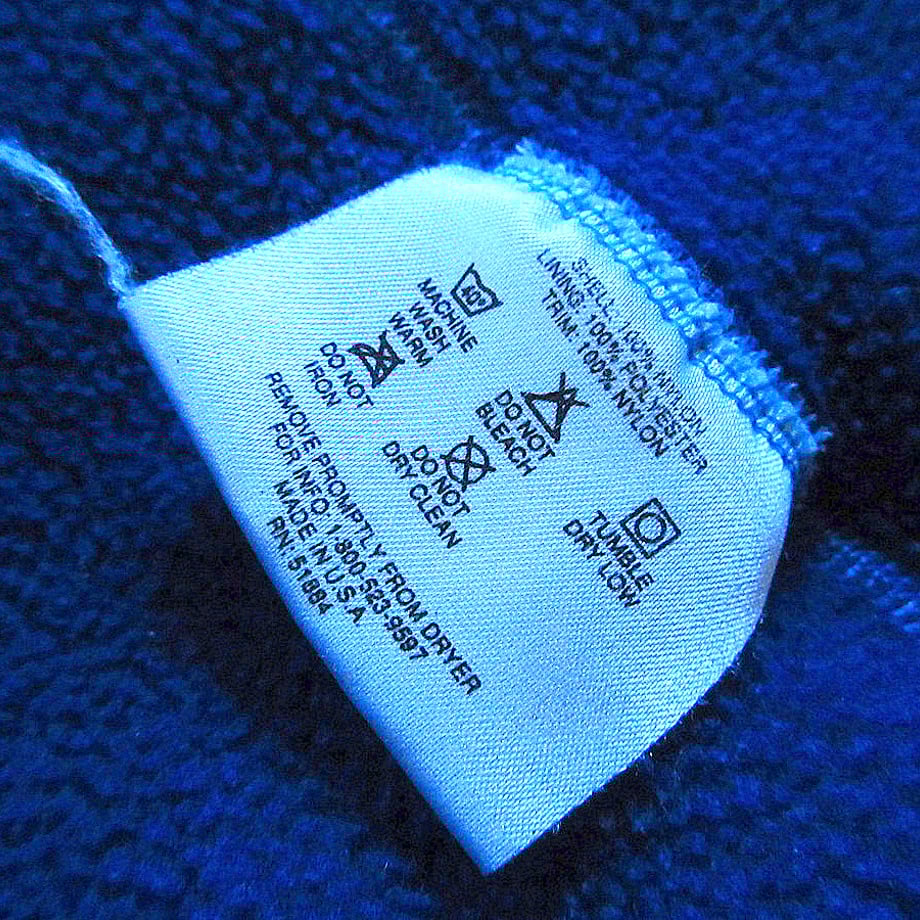 SHELL 100% NYLON
LINING: 100% POLYESTER
TRIM: 100% NYLON
40°
MACHINE
WASH
WARM
DO NOT
BLEACH
TUMBLE
DRY LOW
DO NOT
IRON
DO NOT
DRY CLEAN
REMOVE PROMPTLY FROM DRYER
FOR INFO. 1-800-523-9597
MADE IN U S A
RN: 51884